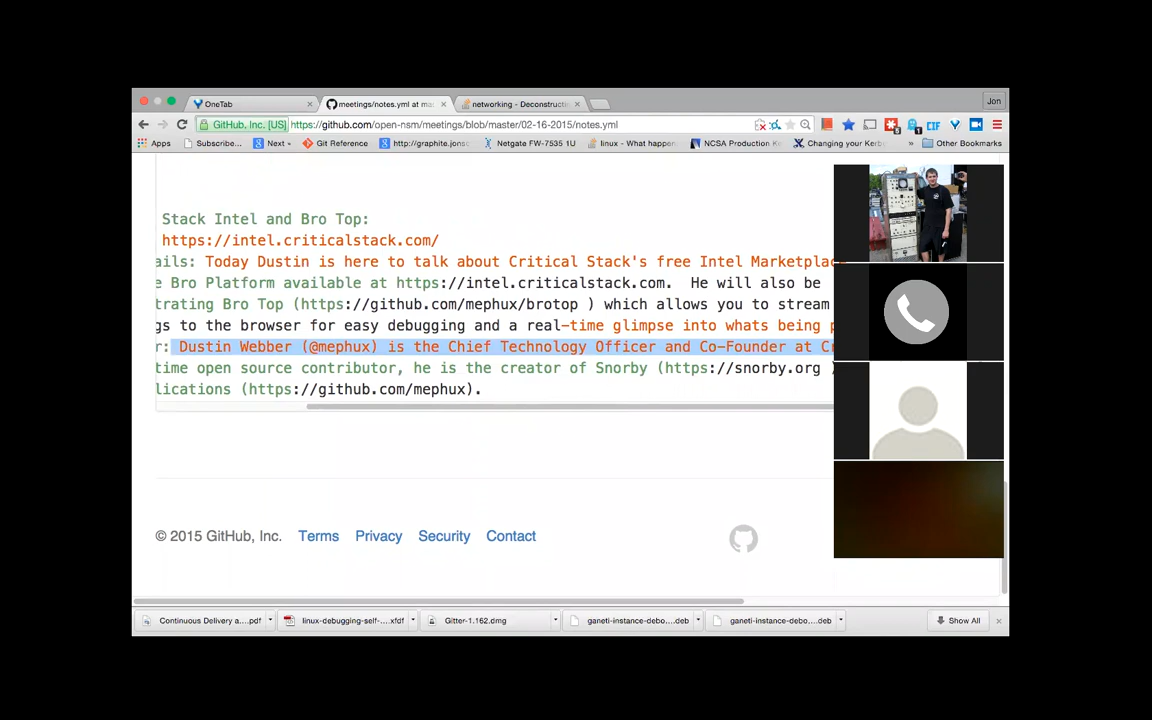 OneTab
meetings/notes.yml at ma
networking - Deconstructin
Jon
GitHub, Inc. [US]
https://github.com/open-nsm/meetings/blob/master/02-16-2015/notes.yml
Apps
Subscribe...
Next
Git Reference
http://graphite.jons
Netgate FW-7535 1U
linux - What happen
NCSA Production Ke
Changing your Kerb
»
Other Bookmarks
Stack Intel and Bro Top:
https://intel.criticalstack.com/
ails: Today Dustin is here to talk about Critical Stack's free Intel Marketplac
e Bro Platform available at https://intel.criticalstack.com.  He will also be
trating Bro Top (https://github.com/mephux/brotop ) which allows you to stream
gs to the browser for easy debugging and a real-time glimpse into whats being p
r: Dustin Webber (@mephux) is the Chief Technology Officer and Co-Founder at Cr
time open source contributor, he is the creator of Snorby (https://snorby.org )
lications (https://github.com/mephux).
© 2015 GitHub, Inc.
Terms
Privacy
Security
Contact
Continuous Delivery a....pdf
linux-debugging-self-....xfdf
Gitter-1.162.dmg
ganeti-instance-debo....deb
ganeti-instance-debo....deb
Show All